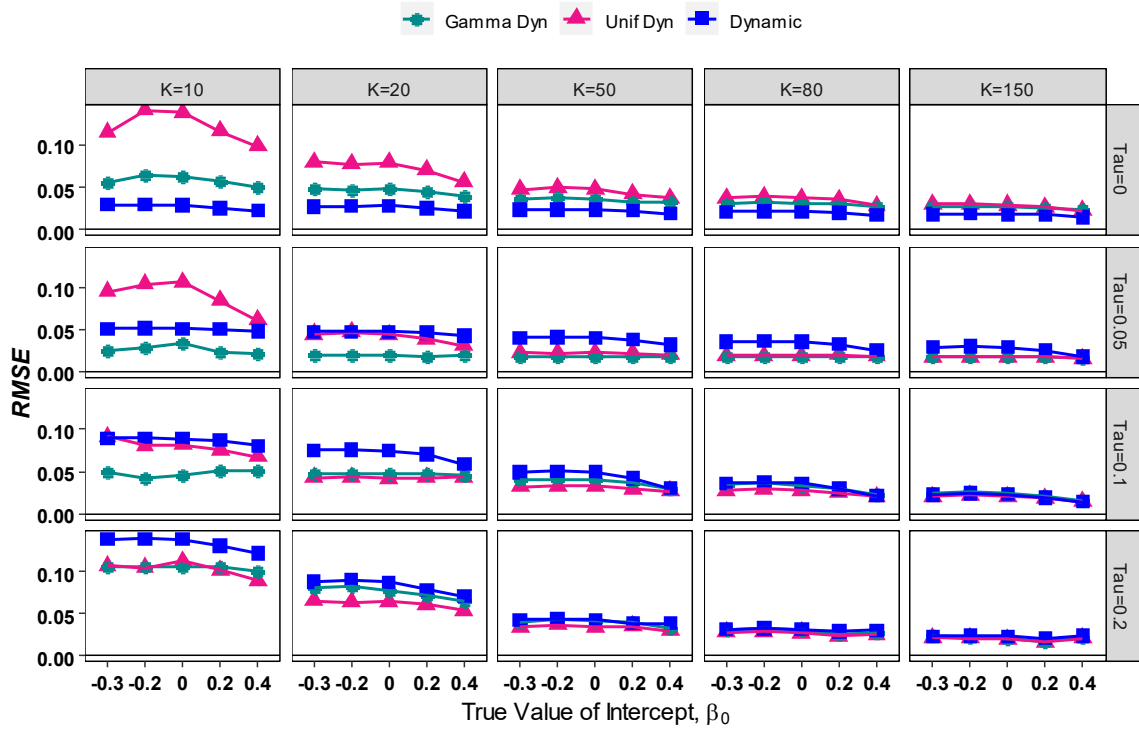 Gamma Dyn Unif Dyn Dynamic
K=10 K=20 K=50 K=80 K=150
0.10
0.05
0.00
Tau=0
0.10
0.05
0.00
Tau=0.05
0.10
0.05
0.00
Tau=0.1
0.10
0.05
0.00
Tau=0.2
RMSE
-0.3 -0.2 0 0.2 0.4 -0.3 -0.2 0 0.2 0.4 -0.3 -0.2 0 0.2 0.4 -0.3 -0.2 0 0.2 0.4 -0.3 -0.2 0 0.2 0.4
True Value of Intercept, β₀